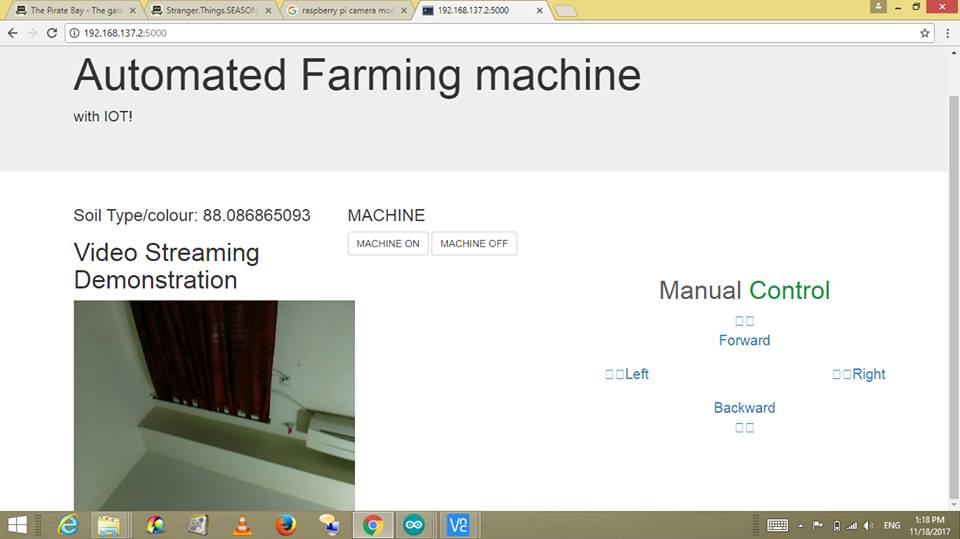 The Pirate Bay - The gala
Stranger.Things.SEASON
raspberry pi camera mog
192.168.137.2:5000
192.168.137.2:5000
Automated Farming machine
with IOT!
Soil Type/colour: 88.086865093
MACHINE
MACHINE ON
MACHINE OFF
Video Streaming
Demonstration
Manual Control
Forward
Left
Right
Backward
ENG
1:18 PM
11/18/2017